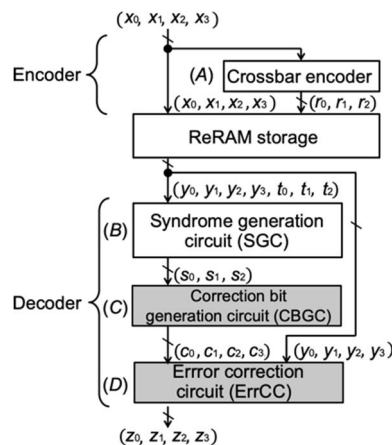 (x₀, x₁, x₂, x₃)
Encoder
(A)
Crossbar encoder
(x₀, x₁, x₂, x₃)
(r₀, r₁, r₂)
ReRAM storage
(y₀, y₁, y₂, y₃, t₀, t₁, t₂)
(B)
Syndrome generation
circuit (SGC)
(s₀, s₁, s₂)
Decoder
(C)
Correction bit
generation circuit (CBGC)
(c₀, c₁, c₂, c₃)
(y₀, y₁, y₂, y₃)
(D)
Errror correction
circuit (ErrCC)
(z₀, z₁, z₂, z₃)